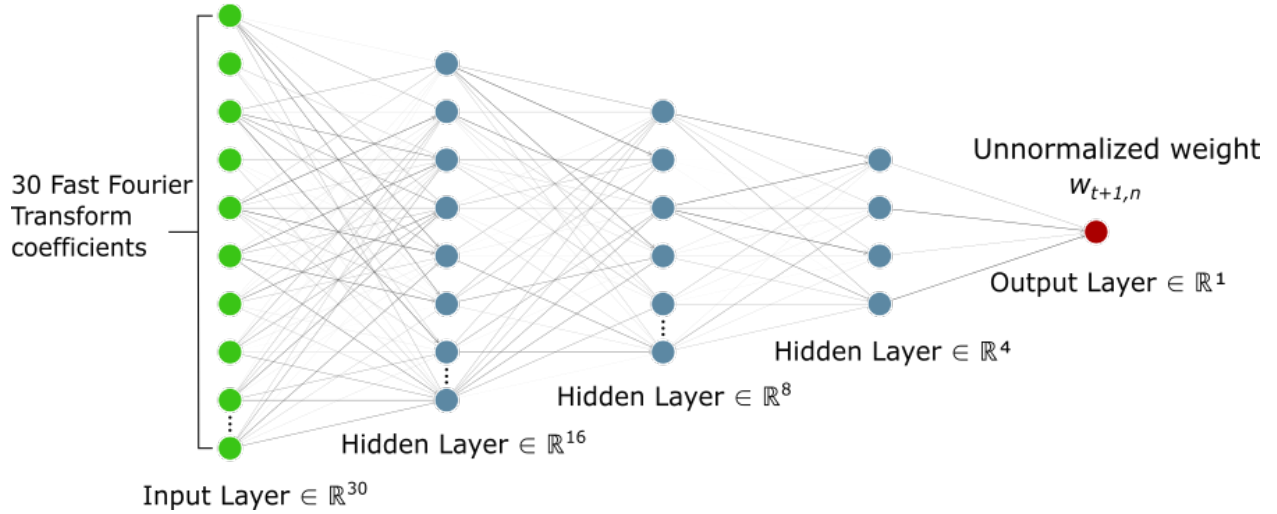 30 Fast Fourier
Transform
coefficients
Input Layer ∈ ℝ³⁰
Hidden Layer ∈ ℝ¹⁶
Hidden Layer ∈ ℝ⁸
Hidden Layer ∈ ℝ⁴
Unnormalized weight
w_{t+1,n}
Output Layer ∈ ℝ¹